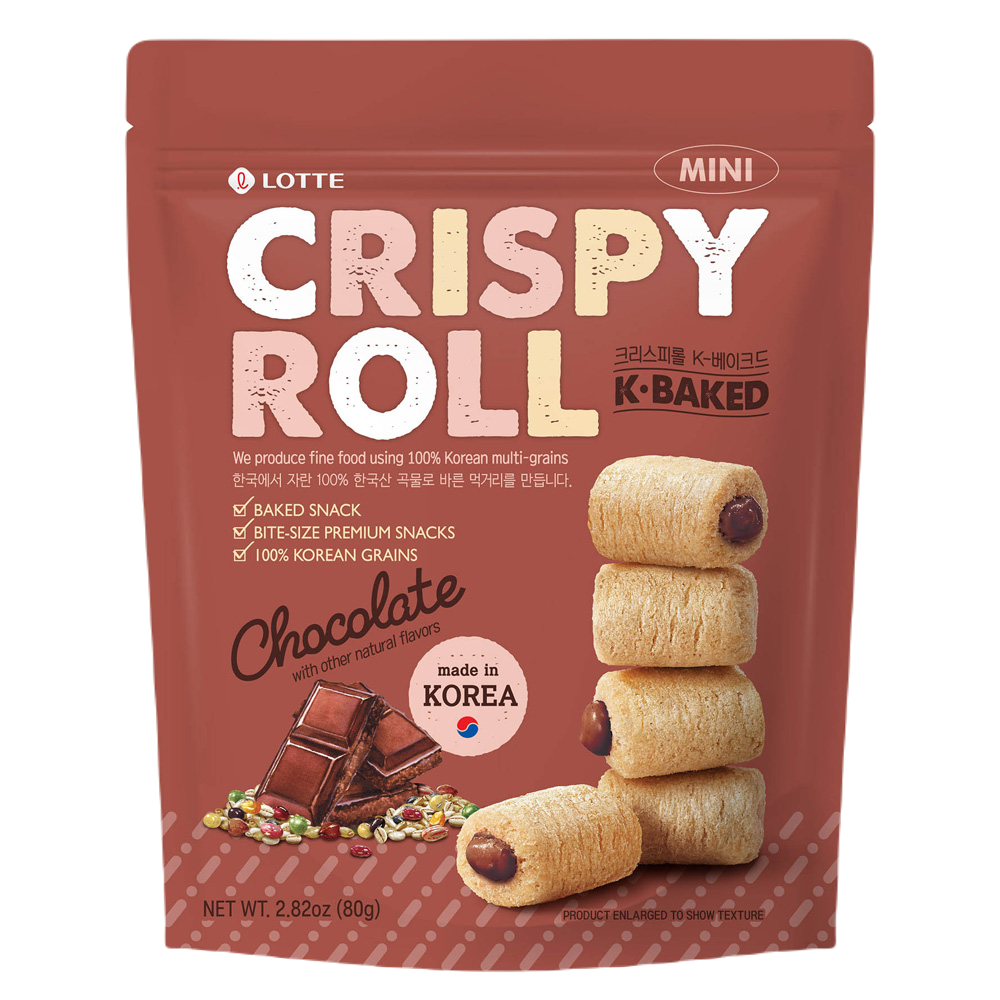 LOTTE
MINI
CRISPY
ROLL
크리스피롤 K-베이크드
K·BAKED
We produce fine food using 100% Korean multi-grains
한국에서 자란 100% 한국산 곡물로 바른 먹거리를 만듭니다.
BAKED SNACK
BITE-SIZE PREMIUM SNACKS
100% KOREAN GRAINS
Chocolate
with other natural flavors
made in
KOREA
NET WT. 2.82oz (80g)
PRODUCT ENLARGED TO SHOW TEXTURE